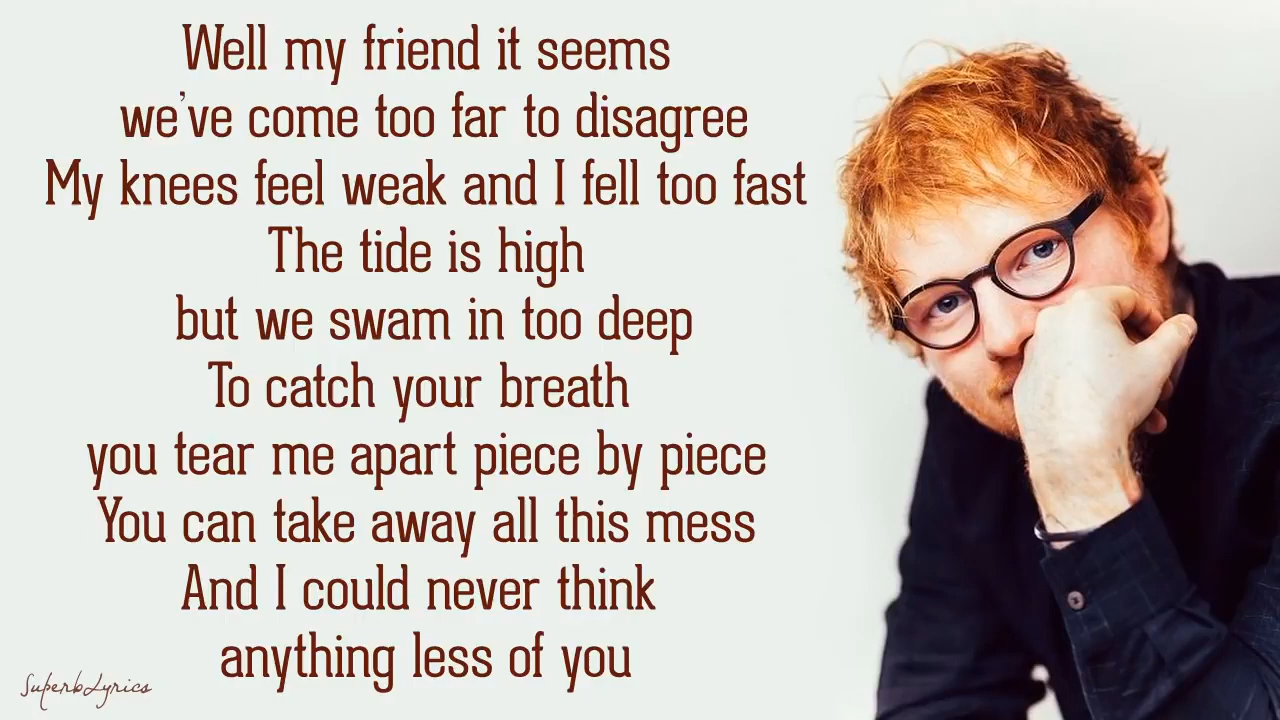 Well my friend it seems
we've come too far to disagree
My knees feel weak and I fell too fast
The tide is high
but we swam in too deep
To catch your breath
you tear me apart piece by piece
You can take away all this mess
And I could never think
anything less of you
SuperbLyrics